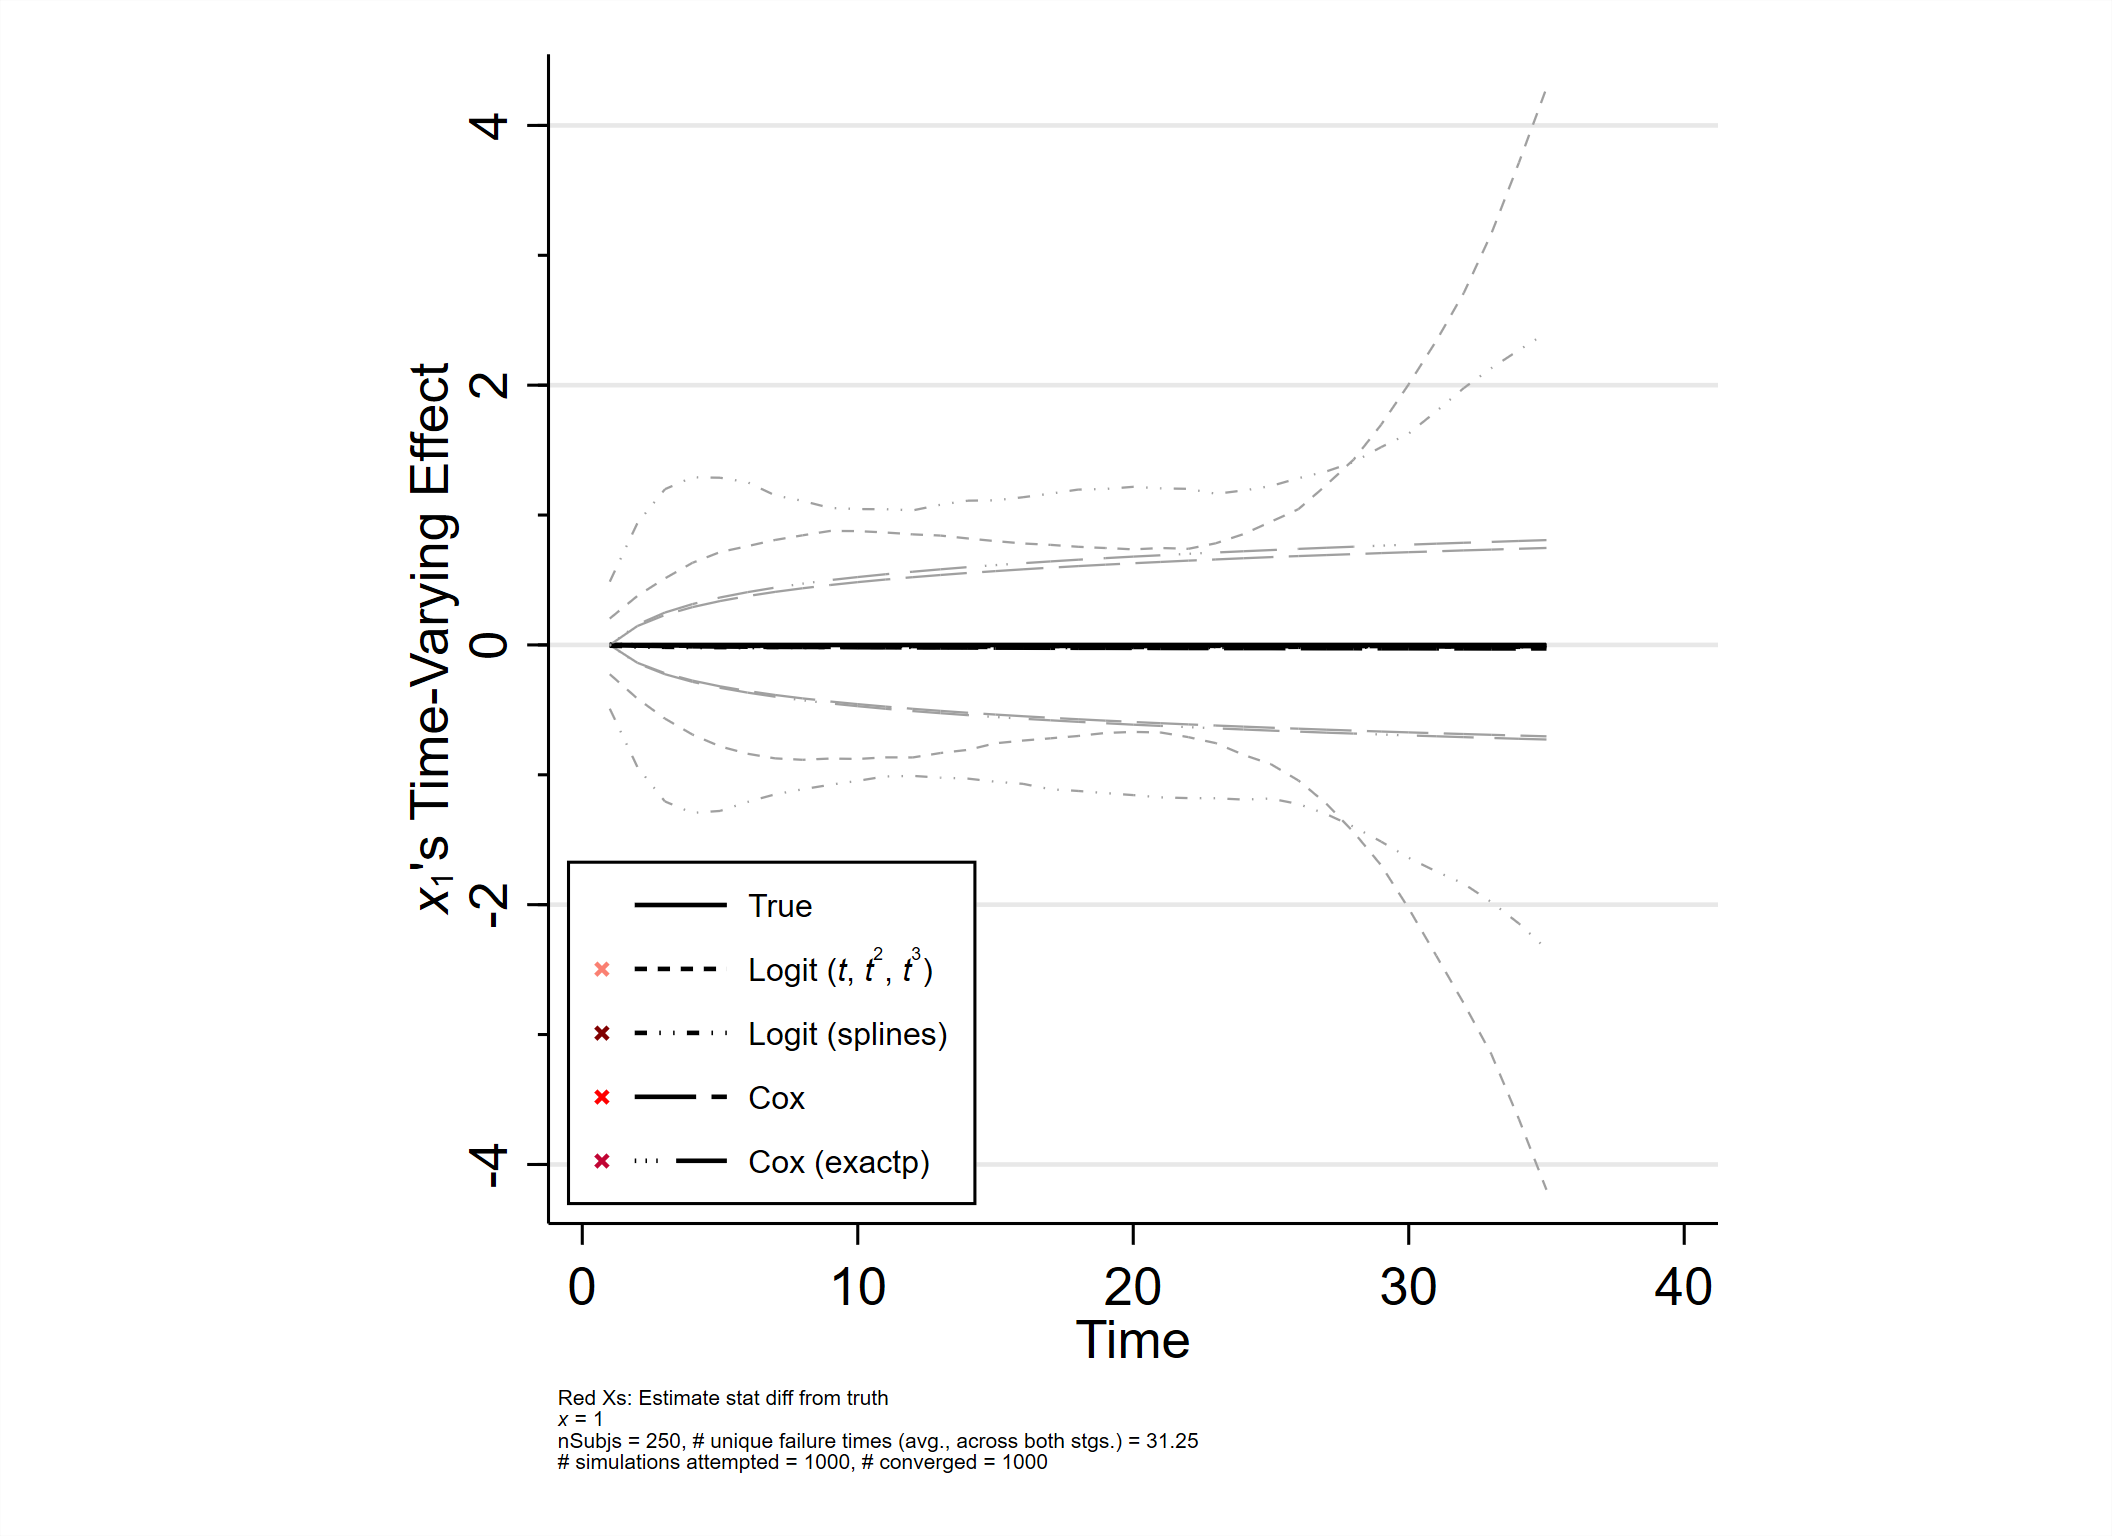 x₁'s Time-Varying Effect
4
2
0
-2
-4
True
Logit (t, t², t³)
Logit (splines)
Cox
Cox (exactp)
0 10 20 30 40
Time
Red Xs: Estimate stat diff from truth
x = 1
nSubjs = 250, # unique failure times (avg., across both stgs.) = 31.25
# simulations attempted = 1000, # converged = 1000